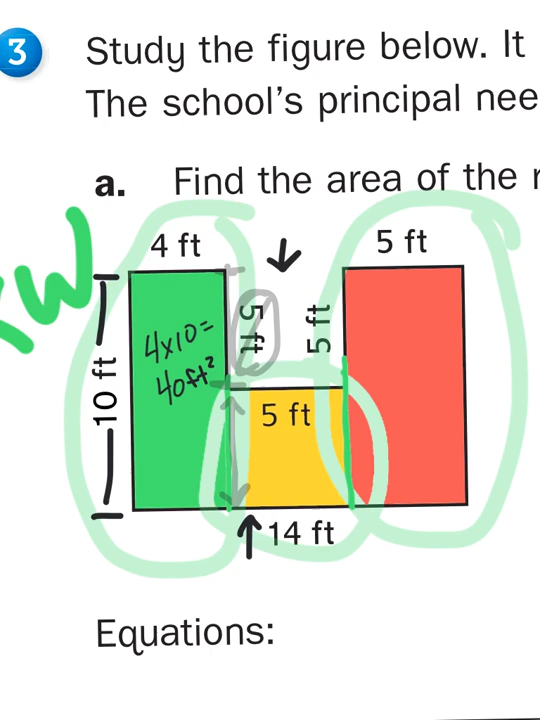 3
Study the figure below. It
The school's principal nee
a. Find the area of the r
W
4 ft
5 ft
10 ft
4x10=
40ft²
5 ft
5 ft
5 ft
14 ft
Equations: